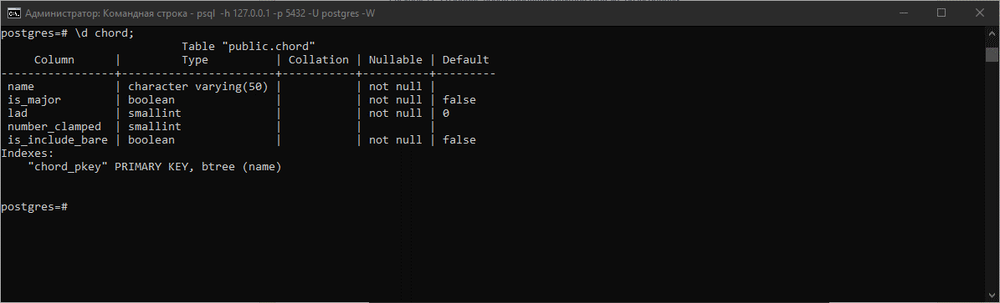 Администратор: Командная строка - psql  -h 127.0.0.1 -p 5432 -U postgres -W
postgres=# \d chord;
                           Table "public.chord"
     Column      |         Type          | Collation | Nullable | Default
-----------------+-----------------------+-----------+----------+---------
 name            | character varying(50) |           | not null |
 is_major        | boolean               |           | not null | false
 lad             | smallint              |           | not null | 0
 number_clamped  | smallint              |           |          |
 is_include_bare | boolean               |           | not null | false
Indexes:
    "chord_pkey" PRIMARY KEY, btree (name)
postgres=#